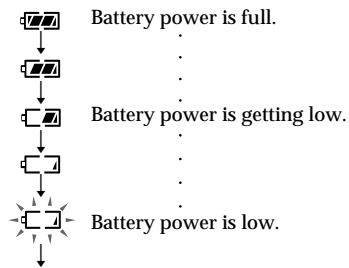 Battery power is full.
Battery power is getting low.
Battery power is low.